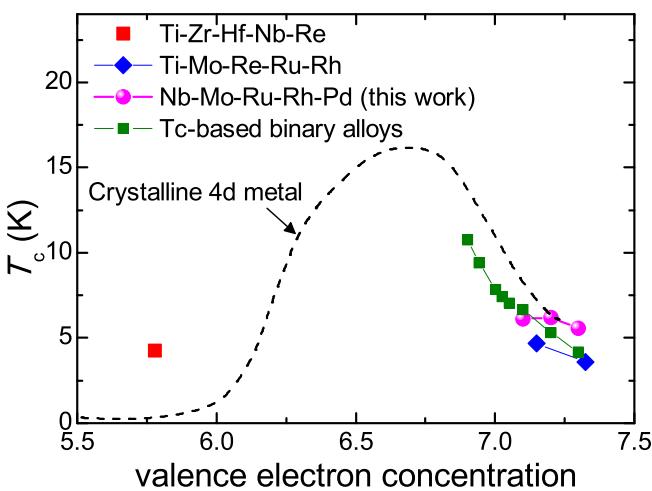 Ti-Zr-Hf-Nb-Re
Ti-Mo-Re-Ru-Rh
Nb-Mo-Ru-Rh-Pd (this work)
Tc-based binary alloys
Crystalline 4d metal
20
15
10
5
0
5.5 6.0 6.5 7.0 7.5
Tc (K)
valence electron concentration